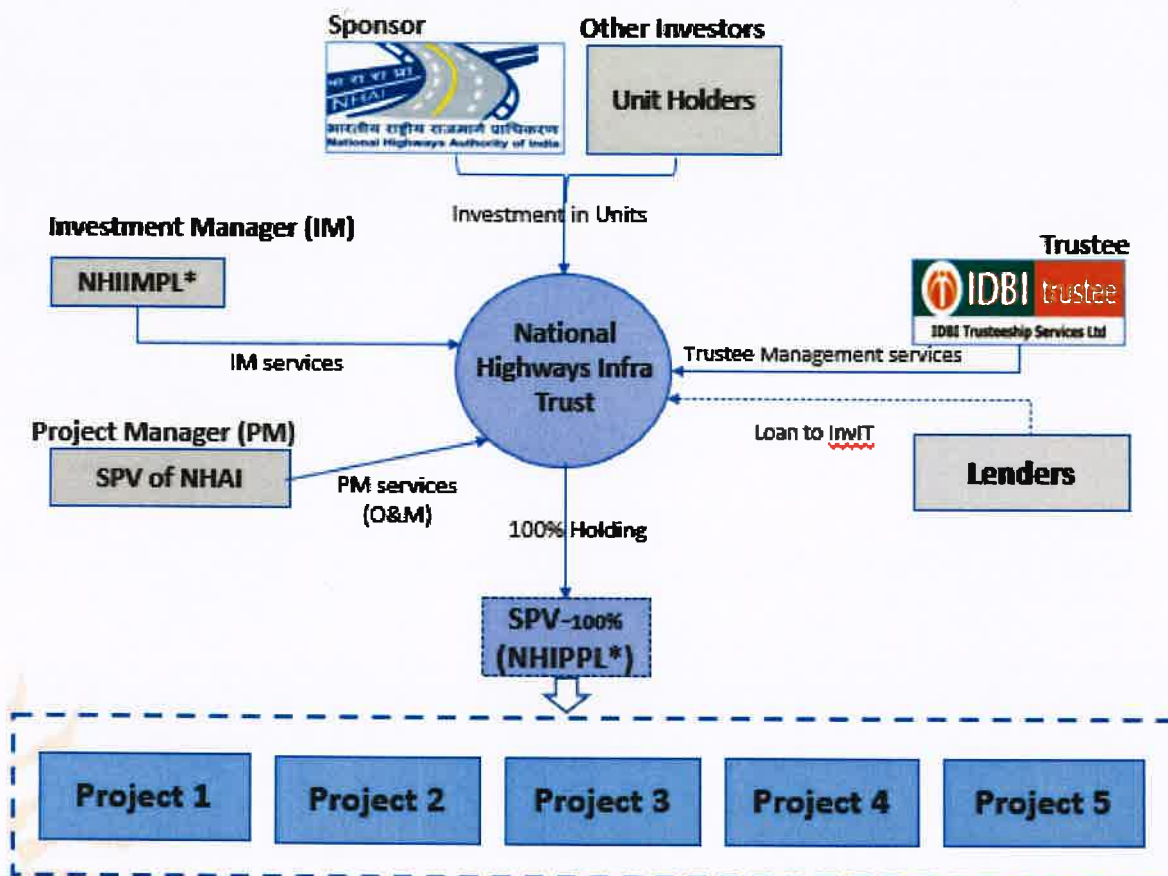 Sponsor
Other Investors
भा रा रा प्रा
NHAI
भारतीय राष्ट्रीय राजमार्ग प्राधिकरण
National Highways Authority of India
Unit Holders
Investment in Units
Investment Manager (IM)
NHIIMPL*
IM services
National
Highways Infra
Trust
Trustee
IDBI trustee
IDBI Trusteeship Services Ltd
Trustee Management services
Project Manager (PM)
SPV of NHAI
PM services
(O&M)
Loan to InvIT
Lenders
100% Holding
SPV-100%
(NHIPPL*)
Project 1
Project 2
Project 3
Project 4
Project 5